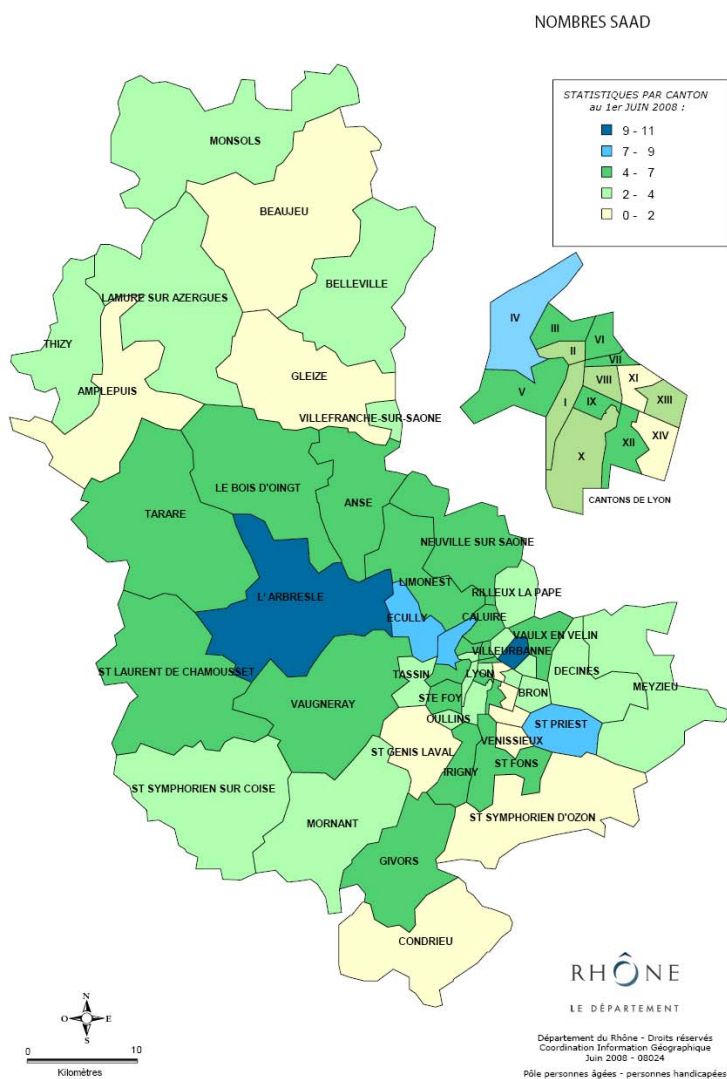 NOMBRES SAAD
STATISTIQUES PAR CANTON
au 1er JUIN 2008 :
9 - 11
7 - 9
4 - 7
2 - 4
0 - 2
MONSOLS
BEAUJEU
BELLEVILLE
LAMURE SUR AZERGUES
THIZY
AMPLEPUIS
GLEIZE
VILLEFRANCHE-SUR-SAONE
IV
III
VI
II
VII
V
VIII
XI
I
IX
XIII
XII
XIV
X
CANTONS DE LYON
LE BOIS D'OINGT
ANSE
TARARE
NEUVILLE SUR SAONE
LIMONEST
RILLEUX LA PAPE
L'ARBRESLE
ECULLY
CALUIRE
VAULX EN VELIN
VILLEURBANNE
ST LAURENT DE CHAMOUSSET
TASSIN
LYON
DECINES
MEYZIEU
VAUGNERAY
STE FOY
BRON
OULLINS
ST PRIEST
ST GENIS LAVAL
VENISSIEUX
IRIGNY
ST FONS
ST SYMPHORIEN SUR COISE
MORNANT
ST SYMPHORIEN D'OZON
GIVORS
CONDRIEU
RHÔNE
LE DÉPARTEMENT
N
O
E
S
0
10
Kilomètres
Département du Rhône - Droits réservés
Coordination Information Géographique
Juin 2008 - 08024
Pôle personnes âgées - personnes handicapées